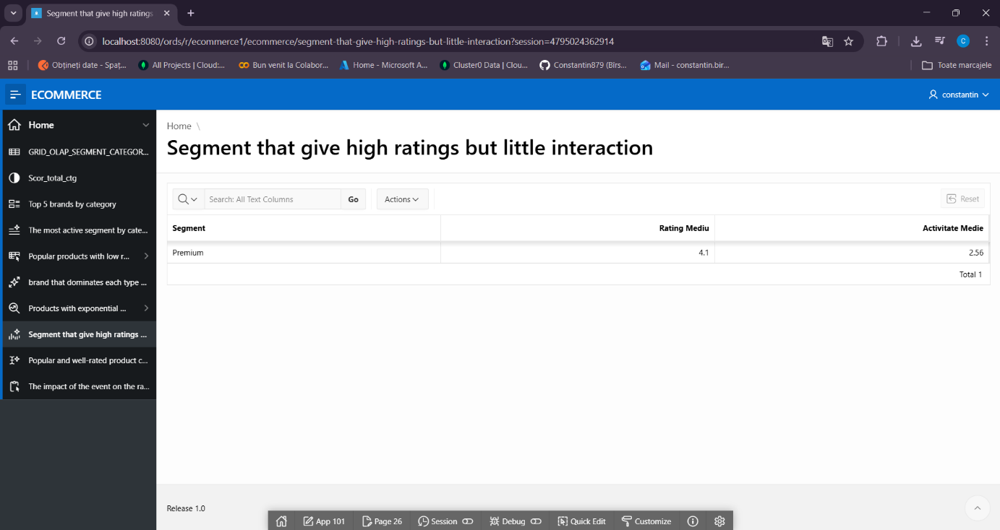 Segment that give high ratings
localhost:8080/ords/r/ecommerce1/ecommerce/segment-that-give-high-ratings-but-little-interaction?session=4795024362914
C
Obțineți date - Spaț...
All Projects | Cloud:...
Bun venit la Colabor...
Home - Microsoft A...
Cluster0 Data | Clou...
Constantin879 (Bîrs...
Mail - constantin.bir...
Toate marcajele
ECOMMERCE
constantin
Home
GRID_OLAP_SEGMENT_CATEGOR...
Scor_total_ctg
Top 5 brands by category
The most active segment by cate...
Popular products with low r...
brand that dominates each type ...
Products with exponential ...
Segment that give high ratings ...
Popular and well-rated product c...
The impact of the event on the ra...
Home \
Segment that give high ratings but little interaction
Search: All Text Columns
Go
Actions
Reset
Segment Rating Mediu Activitate Medie
Premium 4.1 2.56
Total 1
Release 1.0
App 101
Page 26
Session
Debug
Quick Edit
Customize